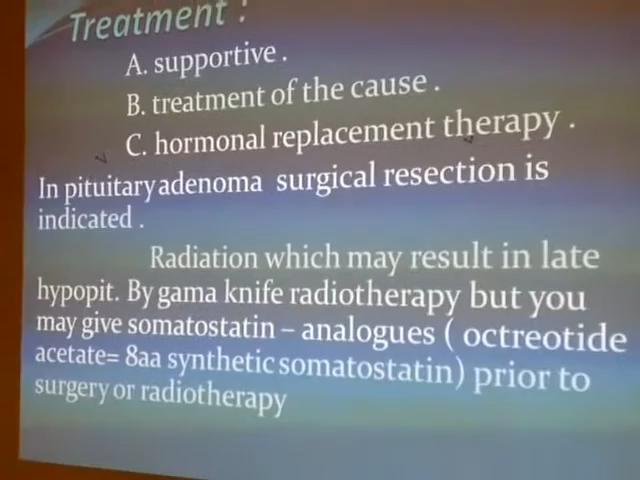 Treatment :
A. supportive .
B. treatment of the cause .
C. hormonal replacement therapy .
In pituitary adenoma surgical resection is
indicated .
Radiation which may result in late
hypopit. By gama knife radiotherapy but you
may give somatostatin – analogues ( octreotide
acetate= 8aa synthetic somatostatin) prior to
surgery or radiotherapy